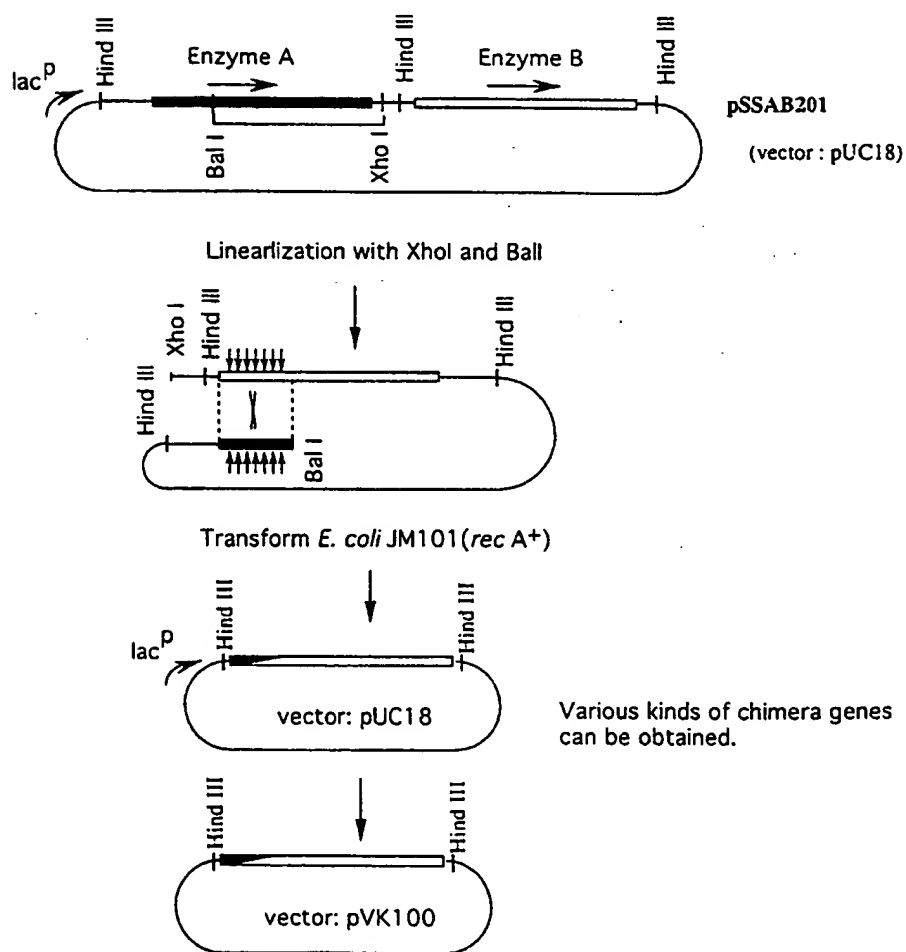 Hind III
Hind III
Hind III
Enzyme A
Enzyme B
lacP
pSSAB201
(vector : pUC18)
Bal I
Xho I
Linearlization with XhoI and BalI
Xho I
Hind III
Hind III
Hind III
Bal I
Transform E. coli JM101(rec A+)
Hind III
Hind III
lacP
vector: pUC18
Various kinds of chimera genes
can be obtained.
Hind III
Hind III
vector: pVK100